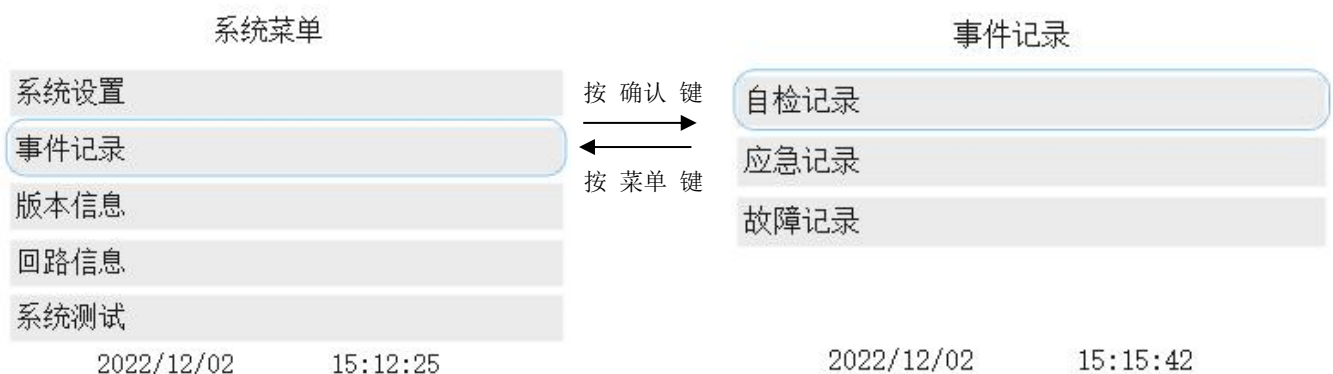 系统菜单
系统设置
事件记录
版本信息
回路信息
系统测试
2022/12/02 15:12:25
按 确认 键
按 菜单 键
事件记录
自检记录
应急记录
故障记录
2022/12/02 15:15:42